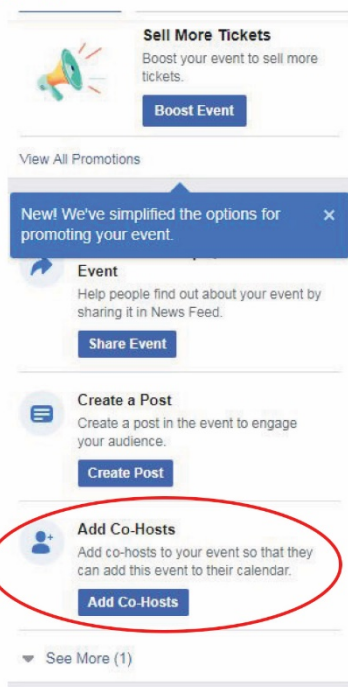 Sell More Tickets
Boost your event to sell more
tickets.
Boost Event
View All Promotions
New! We've simplified the options for
promoting your event.
Event
Help people find out about your event by
sharing it in News Feed.
Share Event
Create a Post
Create a post in the event to engage
your audience.
Create Post
Add Co-Hosts
Add co-hosts to your event so that they
can add this event to their calendar.
Add Co-Hosts
See More (1)